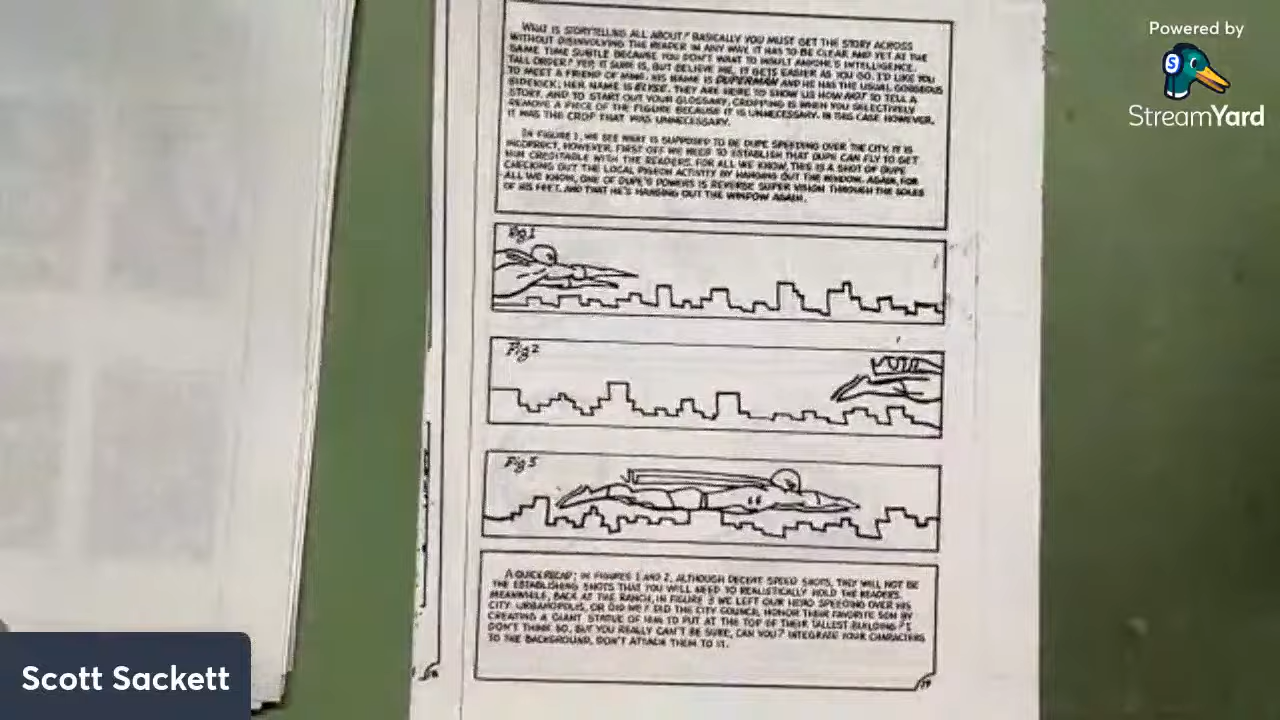 WHAT IS STORYTELLING ALL ABOUT? BASICALLY YOU MUST GET THE STORY ACROSS
WITHOUT DISINVOLVING THE READER IN ANY WAY. IT HAS TO BE CLEAR AND YET AT THE
SAME TIME SUBTLE BECAUSE YOU DON'T WANT TO INSULT ANYONE'S INTELLIGENCE.
TALL ORDER? YES IT SURE IS, BUT BELIEVE ME, IT GETS EASIER AS YOU GO. I'D LIKE YOU
TO MEET A FRIEND OF MINE. HIS NAME IS DUPERMAN AND HE HAS THE USUAL GORGEOUS
SIDEKICK. HER NAME IS ELYSE. THEY ARE HERE TO SHOW US HOW NOT TO TELL A
STORY. AND TO START OUT YOUR GLOSSARY, CROPPING IS WHEN YOU SELECTIVELY
REMOVE A PIECE OF THE FIGURE BECAUSE IT IS UNNECESSARY. IN THIS CASE HOWEVER,
IT WAS THE CROP THAT WAS UNNECESSARY.
IN FIGURE 1, WE SEE WHAT IS SUPPOSED TO BE DUPE SPEEDING OVER THE CITY. IT IS
INCORRECT, HOWEVER. FIRST OFF WE NEED TO ESTABLISH THAT DUPE CAN FLY TO GET
HIM CREDITABLE WITH THE READERS. FOR ALL WE KNOW, THIS IS A SHOT OF DUPE
CHECKING OUT THE LOCAL PIGEON ACTIVITY BY HANGING OUT THE WINDOW. AGAIN, FOR
ALL WE KNOW, ONE OF DUPE'S POWERS IS REVERSE SUPER VISION THROUGH THE SOLES
OF HIS FEET. AND THAT HE'S HANGING OUT THE WINDOW AGAIN.
Fig 1
Fig 2
Fig 3
A QUICK RECAP; IN FIGURES 1 AND 2, ALTHOUGH DECENT SPEED SHOTS, THEY WILL NOT BE
THE ESTABLISHING SHOTS THAT YOU WILL NEED TO REALISTICALLY HOLD THE READERS.
MEANWHILE, BACK AT THE RANCH, IN FIGURE 3 WE LEFT OUR HERO SPEEDING OVER HIS
CITY. URBANOPOLIS, OR DID WE? DID THE CITY COUNCIL HONOR THEIR FAVORITE SON BY
CREATING A GIANT STATUE OF HIM TO PUT AT THE TOP OF THEIR TALLEST BUILDING? I
DON'T THINK SO, BUT YOU REALLY CAN'T BE SURE, CAN YOU? INTEGRATE YOUR CHARACTERS
TO THE BACKGROUND, DON'T ATTACH THEM TO IT.
Powered by
StreamYard
Scott Sackett